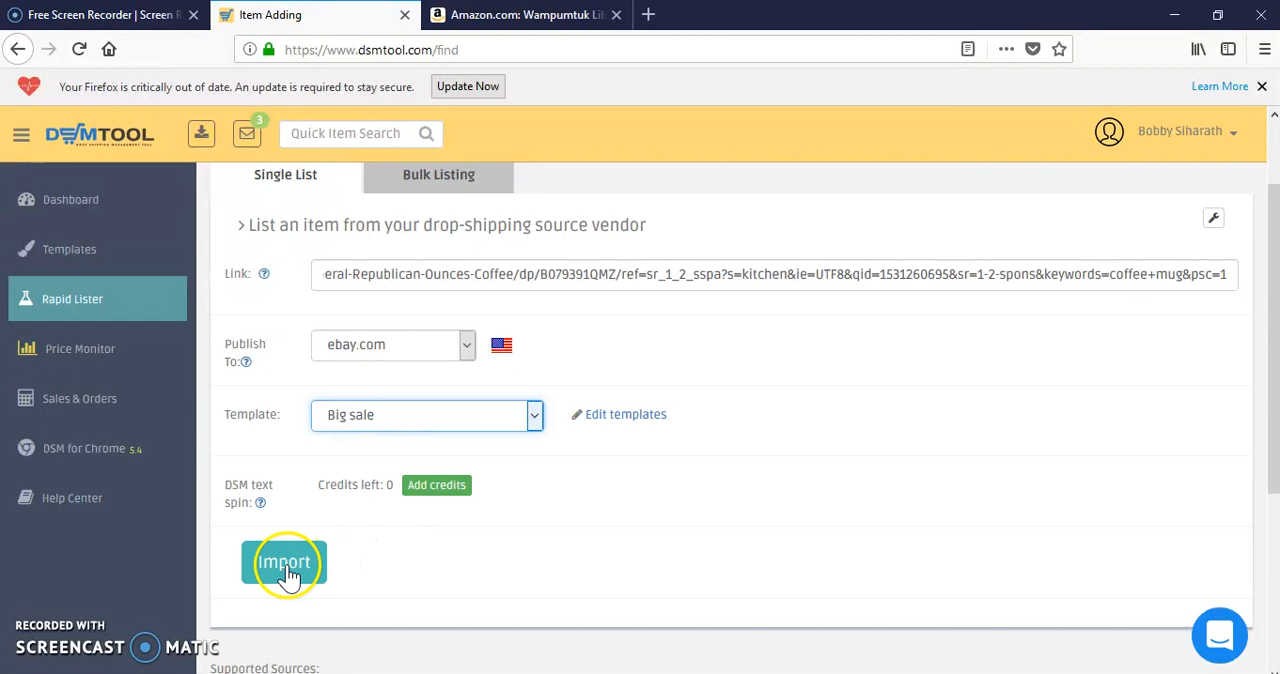 Free Screen Recorder | Screen R
Item Adding
Amazon.com: Wampumtuk Lib
https://www.dsmtool.com/find
Your Firefox is critically out of date. An update is required to stay secure.
Update Now
Learn More
DSMTOOL
DROP SHIPPING MANAGEMENT TOOL
3
Quick Item Search
Bobby Siharath
Single List
Bulk Listing
Dashboard
Templates
Rapid Lister
Price Monitor
Sales & Orders
DSM for Chrome 5.4
Help Center
> List an item from your drop-shipping source vendor
Link:
eral-Republican-Ounces-Coffee/dp/B079391QMZ/ref=sr_1_2_sspa?s=kitchen&ie=UTF8&qid=1531260695&sr=1-2-spons&keywords=coffee+mug&psc=1
Publish
To:
ebay.com
Template:
Big sale
Edit templates
DSM text
spin:
Credits left: 0
Add credits
Import
RECORDED WITH
SCREENCAST MATIC
Supported Sources: